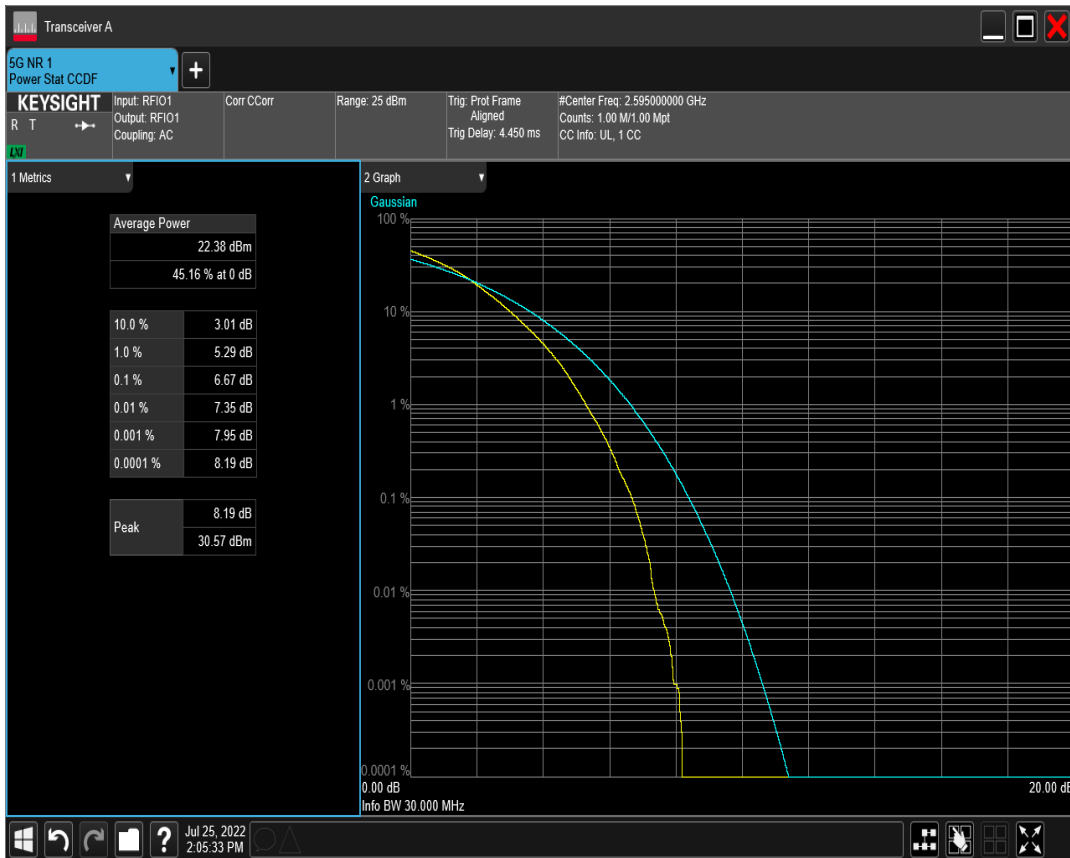 Transceiver A
5G NR 1
Power Stat CCDF
+
KEYSIGHT
R T
LXI
Input: RFIO1
Output: RFIO1
Coupling: AC
Corr CCorr
Range: 25 dBm
Trig: Prot Frame
Aligned
Trig Delay: 4.450 ms
#Center Freq: 2.595000000 GHz
Counts: 1.00 M/1.00 Mpt
CC Info: UL, 1 CC
1 Metrics
Average Power
22.38 dBm
45.16 % at 0 dB
10.0 % 3.01 dB
1.0 % 5.29 dB
0.1 % 6.67 dB
0.01 % 7.35 dB
0.001 % 7.95 dB
0.0001 % 8.19 dB
Peak
8.19 dB
30.57 dBm
2 Graph
Gaussian
100 %
10 %
1 %
0.1 %
0.01 %
0.001 %
0.0001 %
0.00 dB 20.00 dB
Info BW 30.000 MHz
?
Jul 25, 2022
2:05:33 PM